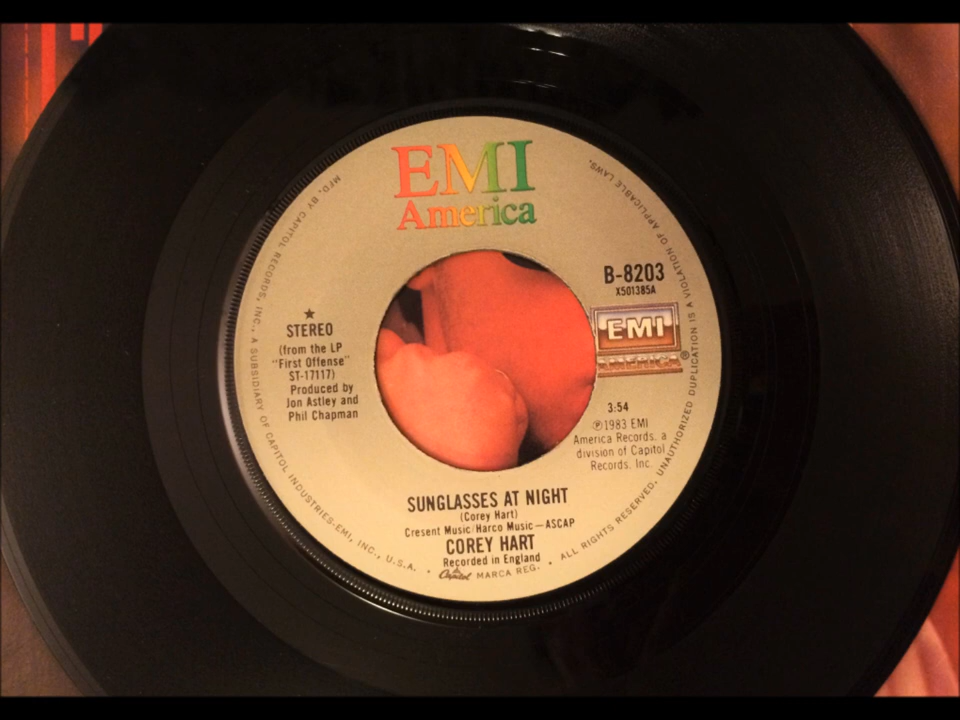 EMI
America
MFD. BY CAPITOL RECORDS, INC., A SUBSIDIARY OF CAPITOL INDUSTRIES-EMI, INC., U.S.A. • Capitol MARCA REG. • ALL RIGHTS RESERVED. UNAUTHORIZED DUPLICATION IS A VIOLATION OF APPLICABLE LAWS.
B-8203
X501385A
EMI
AMERICA®
★
STEREO
(from the LP
"First Offense"
ST-17117)
Produced by
Jon Astley and
Phil Chapman
3:54
℗1983 EMI
America Records, a
division of Capitol
Records, Inc.
SUNGLASSES AT NIGHT
(Corey Hart)
Cresent Music/Harco Music—ASCAP
COREY HART
Recorded in England